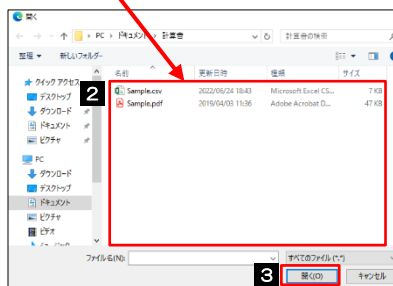 開く
PC › ドキュメント › 計算書
計算書の検索
整理 ▾ 新しいフォルダー
名前 更新日時 種類 サイズ
クイック アクセス
2
デスクトップ
ダウンロード
ドキュメント
ピクチャ
PC
ダウンロード
デスクトップ
ドキュメント
ピクチャ
ビデオ
Sample.csv 2022/06/24 18:43 Microsoft Excel CS... 7 KB
Sample.pdf 2019/04/03 11:36 Adobe Acrobat D... 47 KB
ファイル名(N): すべてのファイル (*.*)
3
開く(O) キャンセル